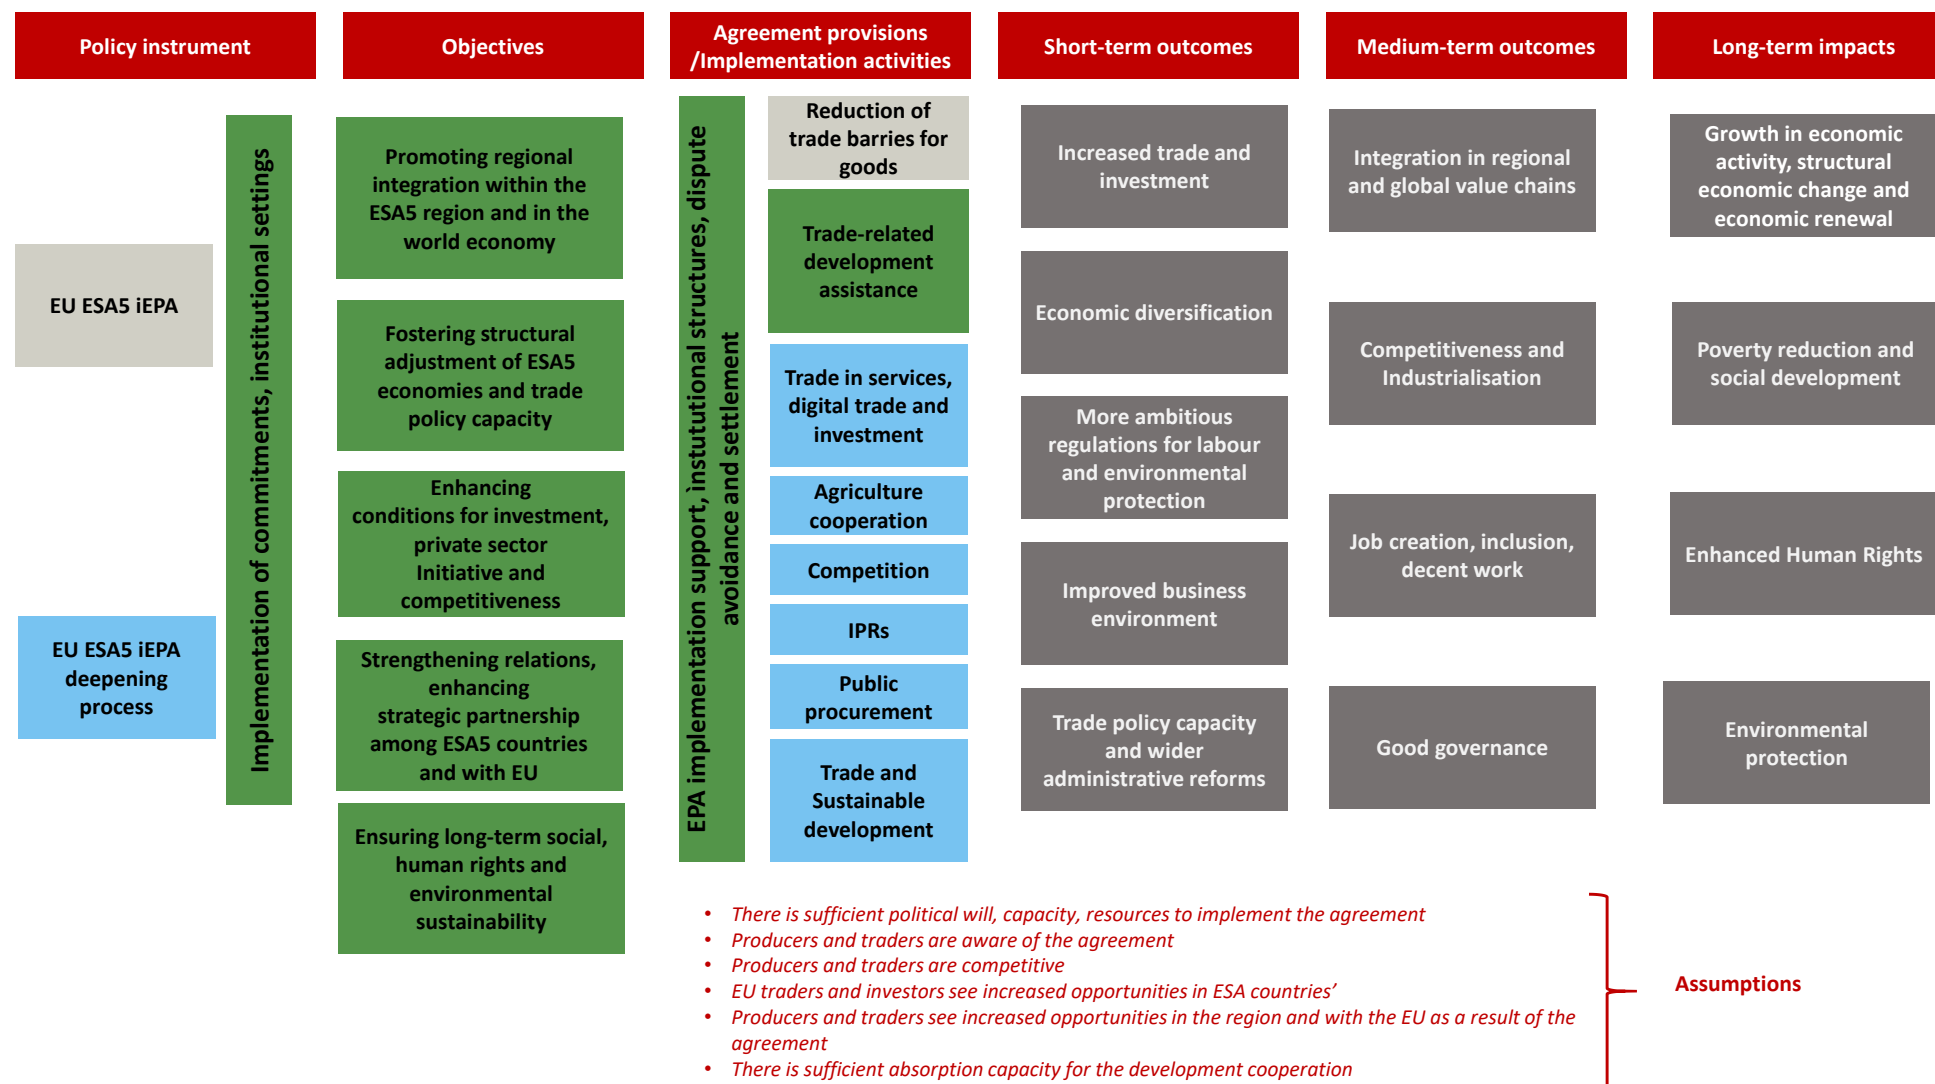 Policy instrument
Objectives
Agreement provisions
/Implementation activities
Short-term outcomes
Medium-term outcomes
Long-term impacts
EU ESA5 iEPA
EU ESA5 iEPA
deepening
process
Implementation of commitments, institutional settings
Promoting regional
integration within the
ESA5 region and in the
world economy
Fostering structural
adjustment of ESA5
economies and trade
policy capacity
Enhancing
conditions for investment,
private sector
Initiative and
competitiveness
Strengthening relations,
enhancing
strategic partnership
among ESA5 countries
and with EU
Ensuring long-term social,
human rights and
environmental
sustainability
EPA implementation support, ìnstututional structures, dispute
avoidance and settlement
Reduction of
trade barries for
goods
Trade-related
development
assistance
Trade in services,
digital trade and
investment
Agriculture
cooperation
Competition
IPRs
Public
procurement
Trade and
Sustainable
development
Increased trade and
investment
Economic diversification
More ambitious
regulations for labour
and environmental
protection
Improved business
environment
Trade policy capacity
and wider
administrative reforms
Integration in regional
and global value chains
Competitiveness and
Industrialisation
Job creation, inclusion,
decent work
Good governance
Growth in economic
activity, structural
economic change and
economic renewal
Poverty reduction and
social development
Enhanced Human Rights
Environmental
protection
• There is sufficient political will, capacity, resources to implement the agreement
• Producers and traders are aware of the agreement
• Producers and traders are competitive
• EU traders and investors see increased opportunities in ESA countries’
• Producers and traders see increased opportunities in the region and with the EU as a result of the
agreement
• There is sufficient absorption capacity for the development cooperation
Assumptions